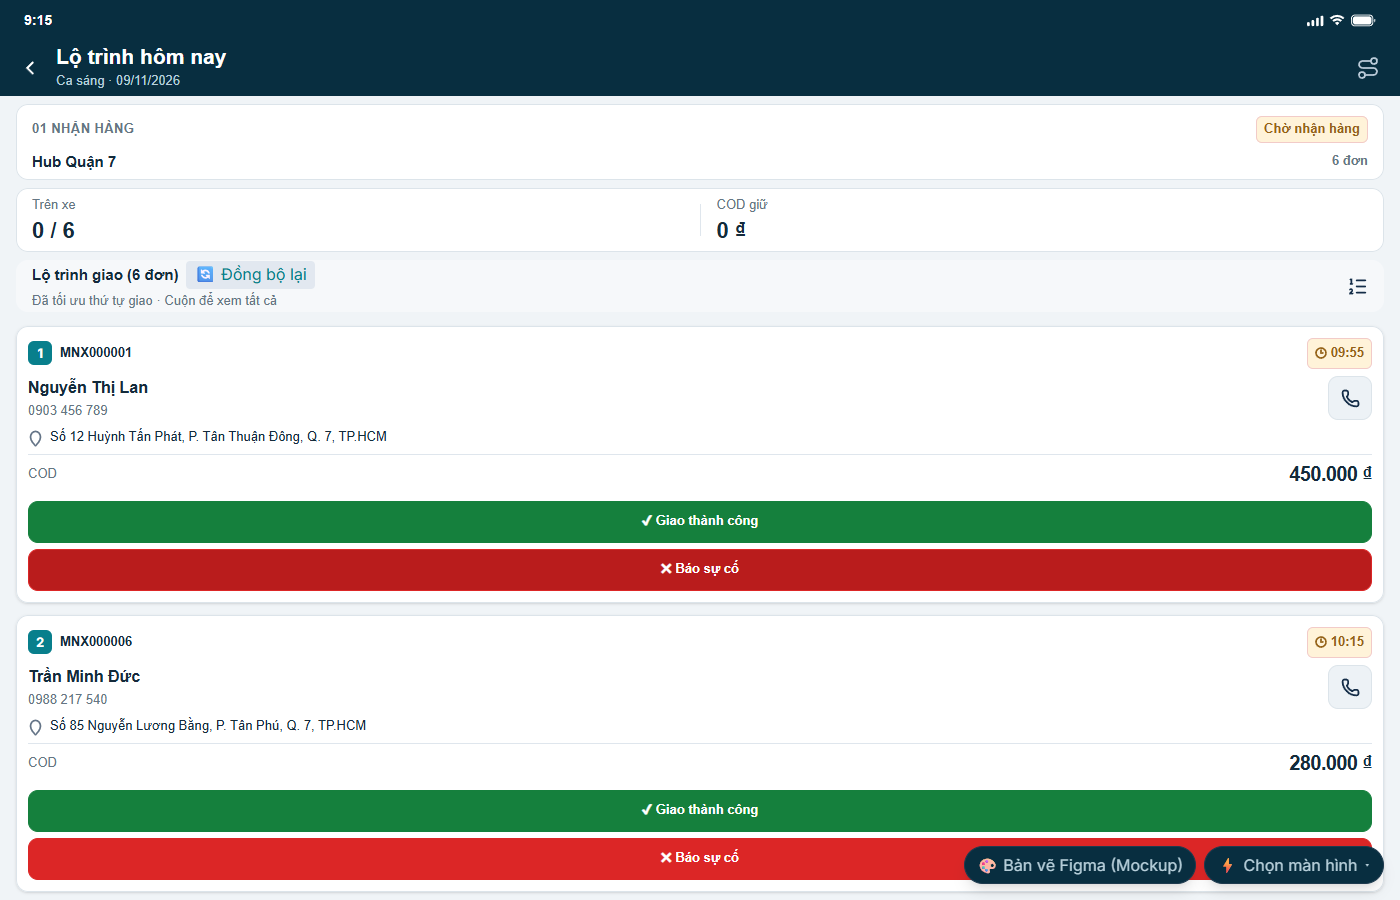 9:15
Lộ trình hôm nay
Ca sáng · 09/11/2026
01 NHẬN HÀNG
Chờ nhận hàng
Hub Quận 7
6 đơn
Trên xe
0 / 6
COD giữ
0 ₫
Lộ trình giao (6 đơn)
Đồng bộ lại
Đã tối ưu thứ tự giao · Cuộn để xem tất cả
1 MNX000001
09:55
Nguyễn Thị Lan
0903 456 789
Số 12 Huỳnh Tấn Phát, P. Tân Thuận Đông, Q. 7, TP.HCM
COD
450.000 ₫
✓ Giao thành công
✕ Báo sự cố
2 MNX000006
10:15
Trần Minh Đức
0988 217 540
Số 85 Nguyễn Lương Bằng, P. Tân Phú, Q. 7, TP.HCM
COD
280.000 ₫
✓ Giao thành công
✕ Báo sự cố
Bản vẽ Figma (Mockup)
Chọn màn hình